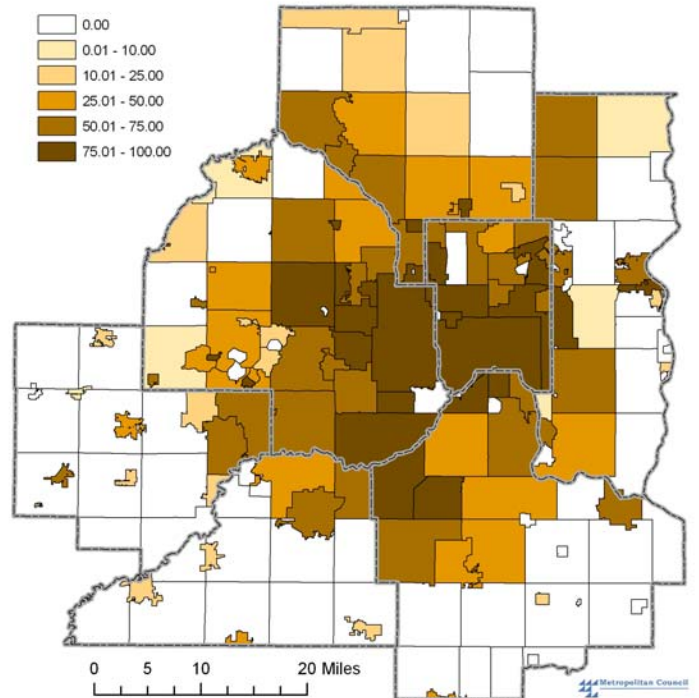 0.00
0.01 - 10.00
10.01 - 25.00
25.01 - 50.00
50.01 - 75.00
75.01 - 100.00
0 5 10 20 Miles
Metropolitan Council